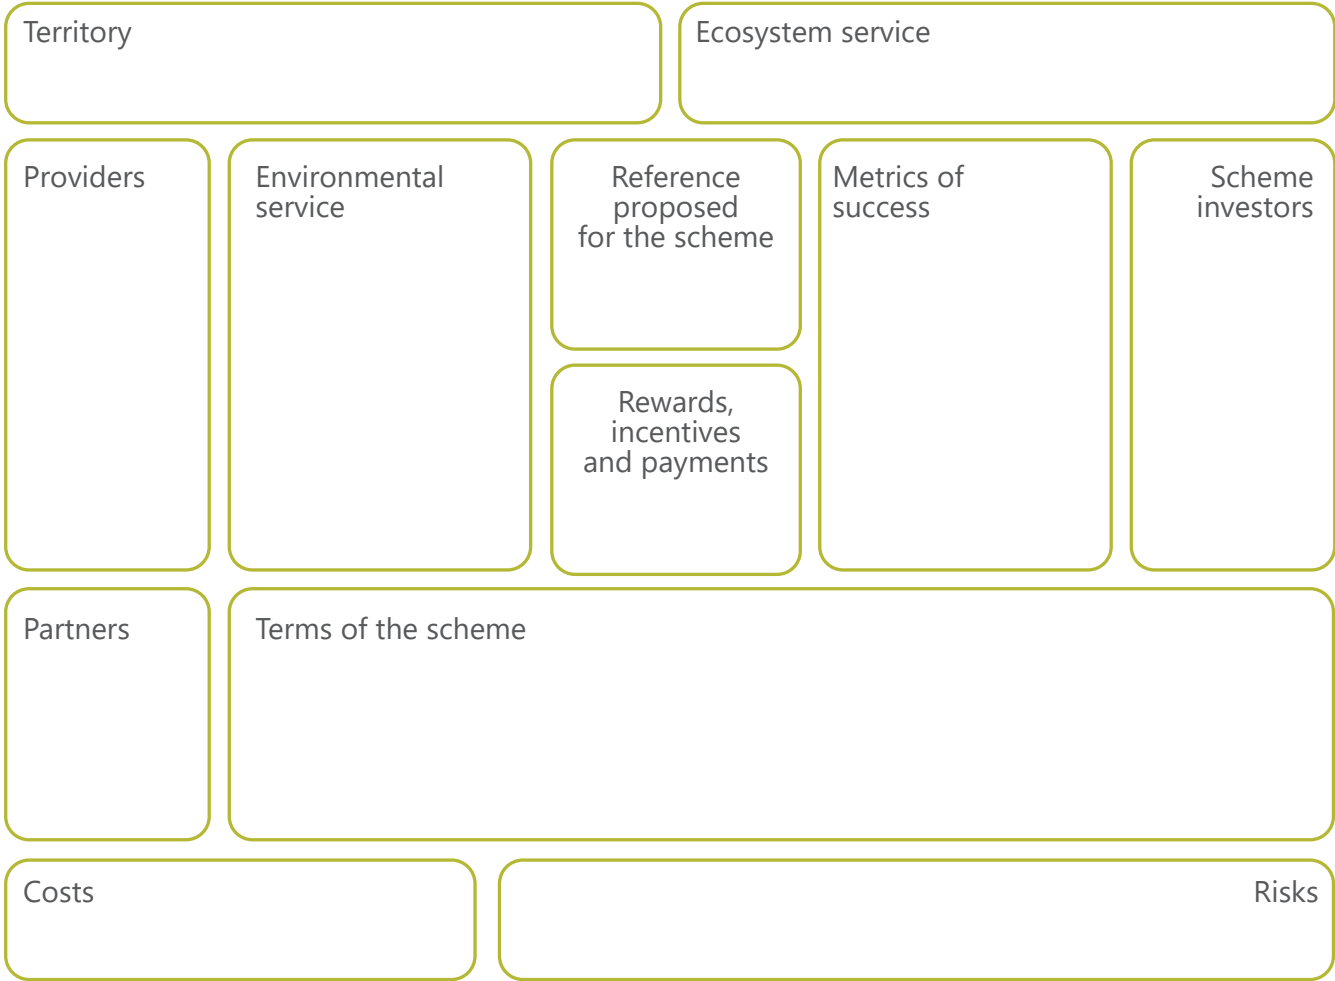 Territory
Ecosystem service
Providers
Environmental
service
Reference
proposed
for the scheme
Rewards,
incentives
and payments
Metrics of
success
Scheme
investors
Partners
Terms of the scheme
Costs
Risks